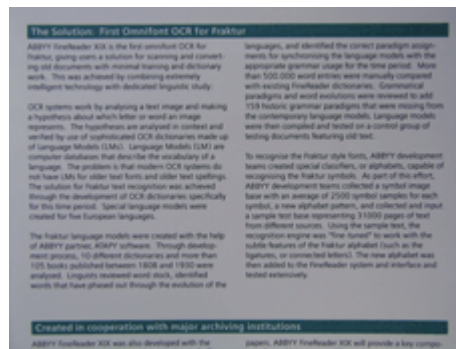 The Solution: First Omnifont OCR for Fraktur
ABBYY FineReader XIX is the first omnifont OCR for
Fraktur, giving users a solution for scanning and convert-
ing old documents with minimal training and dictionary
work. This was achieved by combining extremely
intelligent technology with dedicated linguistic study:
OCR systems work by analysing a text image and making
a hypothesis about which letter or word an image
represents. The hypotheses are analysed in context and
verified by use of sophisticated OCR dictionaries made up
of Language Models (LMs). Language Models (LM) are
computer databases that describe the vocabulary of a
language. The problem is that modern OCR systems do
not have LMs for older text fonts and older text spellings.
The solution for Fraktur text recognition was achieved
through the development of OCR dictionaries specifically
for this time period. Special language models were
created for five European languages.
The Fraktur language models were created with the help
of ABBYY partner, ATAPY software. Through develop-
ment process, 10 different dictionaries and more than
105 books published between 1808 and 1930 were
analysed. Linguists reviewed word stock, identified
words that have phased out through the evolution of the
languages, and identified the correct paradigm assign-
ments for synchronising the language models with the
appropriate grammar usage for the time period. More
than 500.000 word entries were manually compared
with existing FineReader dictionaries. Grammatical
paradigms and word evolutions were reviewed to add
159 historic grammar paradigms that were missing from
the contemporary language models. Language models
were then compiled and tested on a control group of
testing documents featuring old text.
To recognise the Fraktur style fonts, ABBYY development
teams created special classifiers, or alphabets, capable of
recognising the fraktur symbols. As part of this effort,
ABBYY development teams collected a symbol image
base with an average of 2500 symbol samples for each
symbol, a new alphabet pattern, and collected and input
a sample test base representing 31000 pages of text
from different sources. Using the sample text, the
recognition engine was "fine-tuned" to work with the
subtle features of the fraktur alphabet (such as the
ligatures, or connected letters). The new alphabet was
then added to the FineReader system and interface and
tested extensively.
Created in cooperation with major archiving institutions
ABBYY FineReader XIX was also developed with the
papers. ABBYY FineReader XIX will provide a key compo-